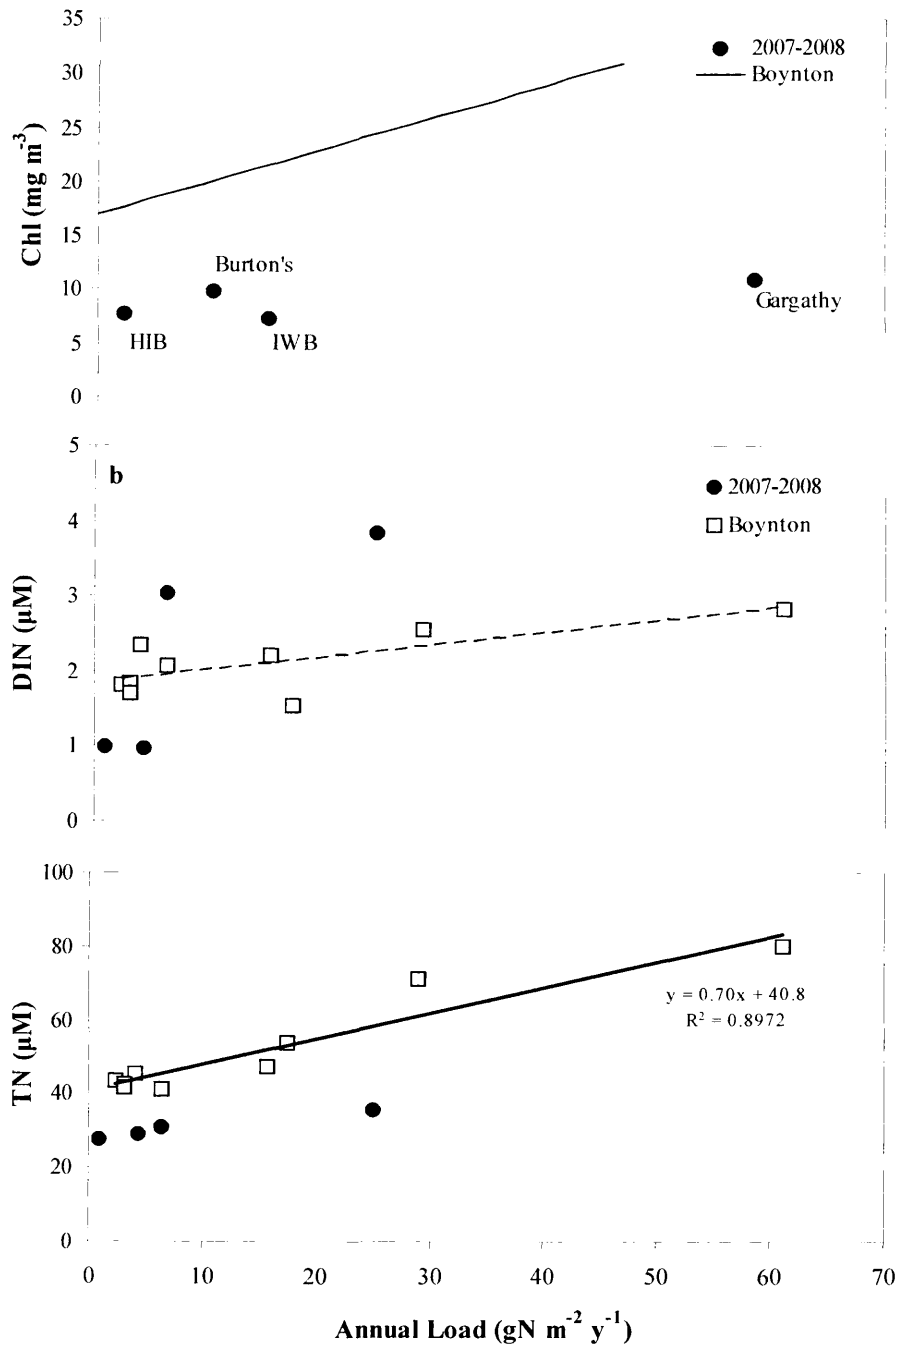 35
30
25
20
15
10
5
0
Chl (mg m-3)
2007-2008
Boynton
Burton's
HIB
IWB
Gargathy
5
4
3
2
1
0
b
DIN (μM)
2007-2008
Boynton
100
80
60
40
20
0
TN (μM)
y = 0.70x + 40.8
R2 = 0.8972
0 10 20 30 40 50 60 70
Annual Load (gN m-2 y-1)